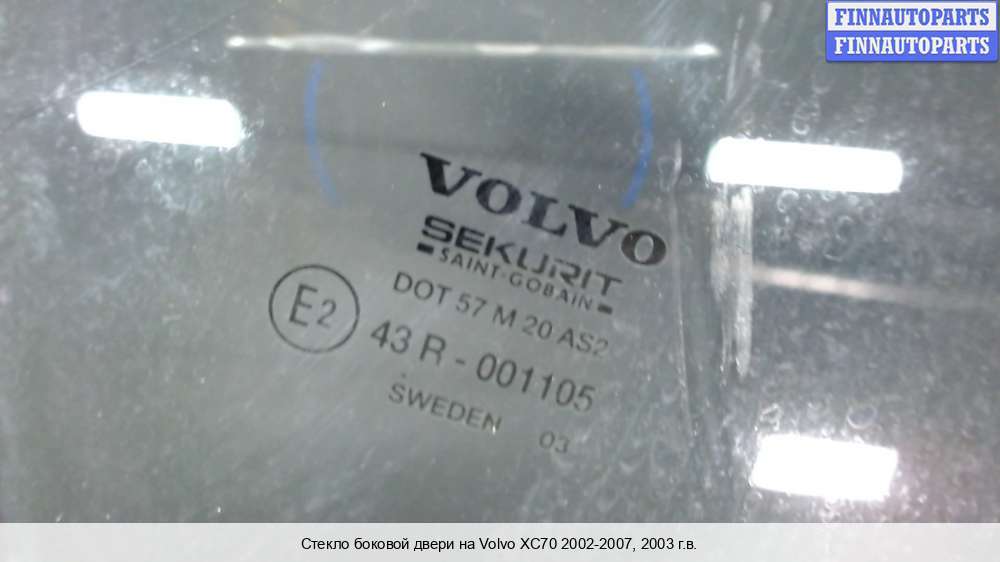 FINNAUTOPARTS
FINNAUTOPARTS
VOLVO
SEKURIT
SAINT-GOBAIN
DOT 57 M 20 AS2
E2
43 R - 001105
SWEDEN 03
Стекло боковой двери на Volvo XC70 2002-2007, 2003 г.в.